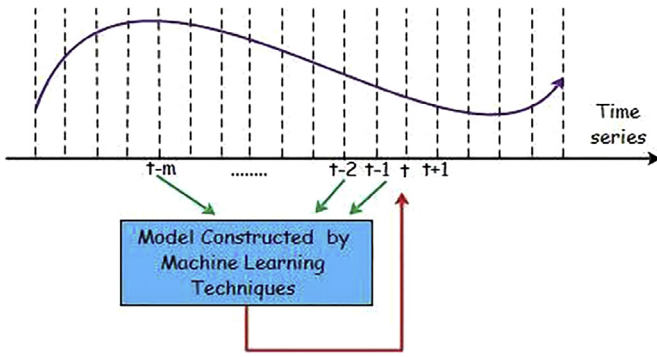 Time
series
t-m ........ t-2 t-1 t t+1
Model Constructed by
Machine Learning
Techniques